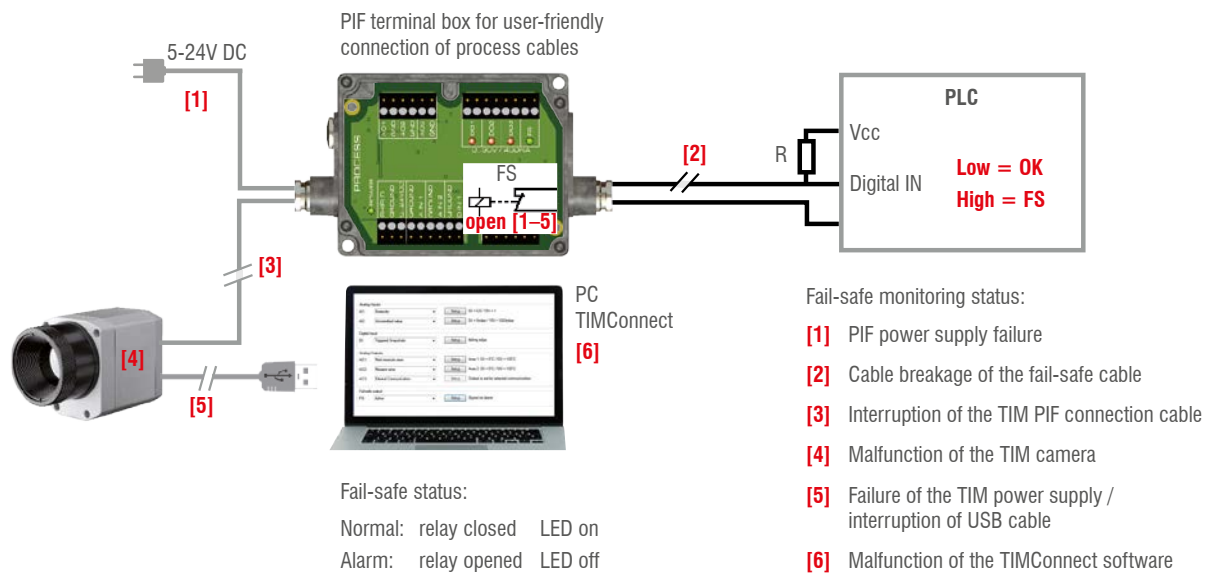 PIF terminal box for user-friendly
connection of process cables
5-24V DC
[1]
PROCESS
FS
open [1–5]
[2]
R
PLC
Vcc
Digital IN
Low = OK
High = FS
[3]
[4]
[5]
PC
TIMConnect
[6]
Fail-safe status:
Normal: relay closed LED on
Alarm: relay opened LED off
Fail-safe monitoring status:
[1] PIF power supply failure
[2] Cable breakage of the fail-safe cable
[3] Interruption of the TIM PIF connection cable
[4] Malfunction of the TIM camera
[5] Failure of the TIM power supply /
interruption of USB cable
[6] Malfunction of the TIMConnect software